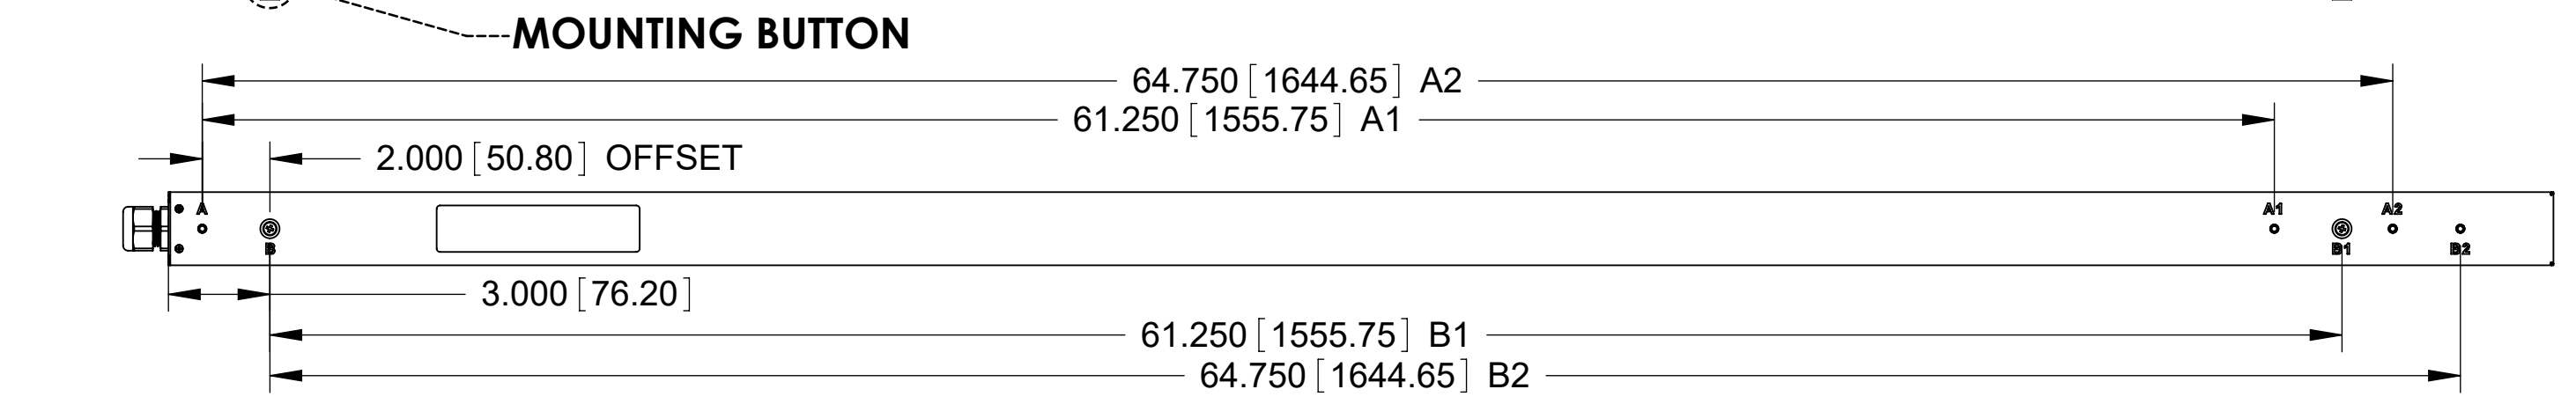 MOUNTING BUTTON
64.750 [1644.65] A2
61.250 [1555.75] A1
2.000 [50.80] OFFSET
A
A1
A2
B
B1
B2
3.000 [76.20]
61.250 [1555.75] B1
64.750 [1644.65] B2